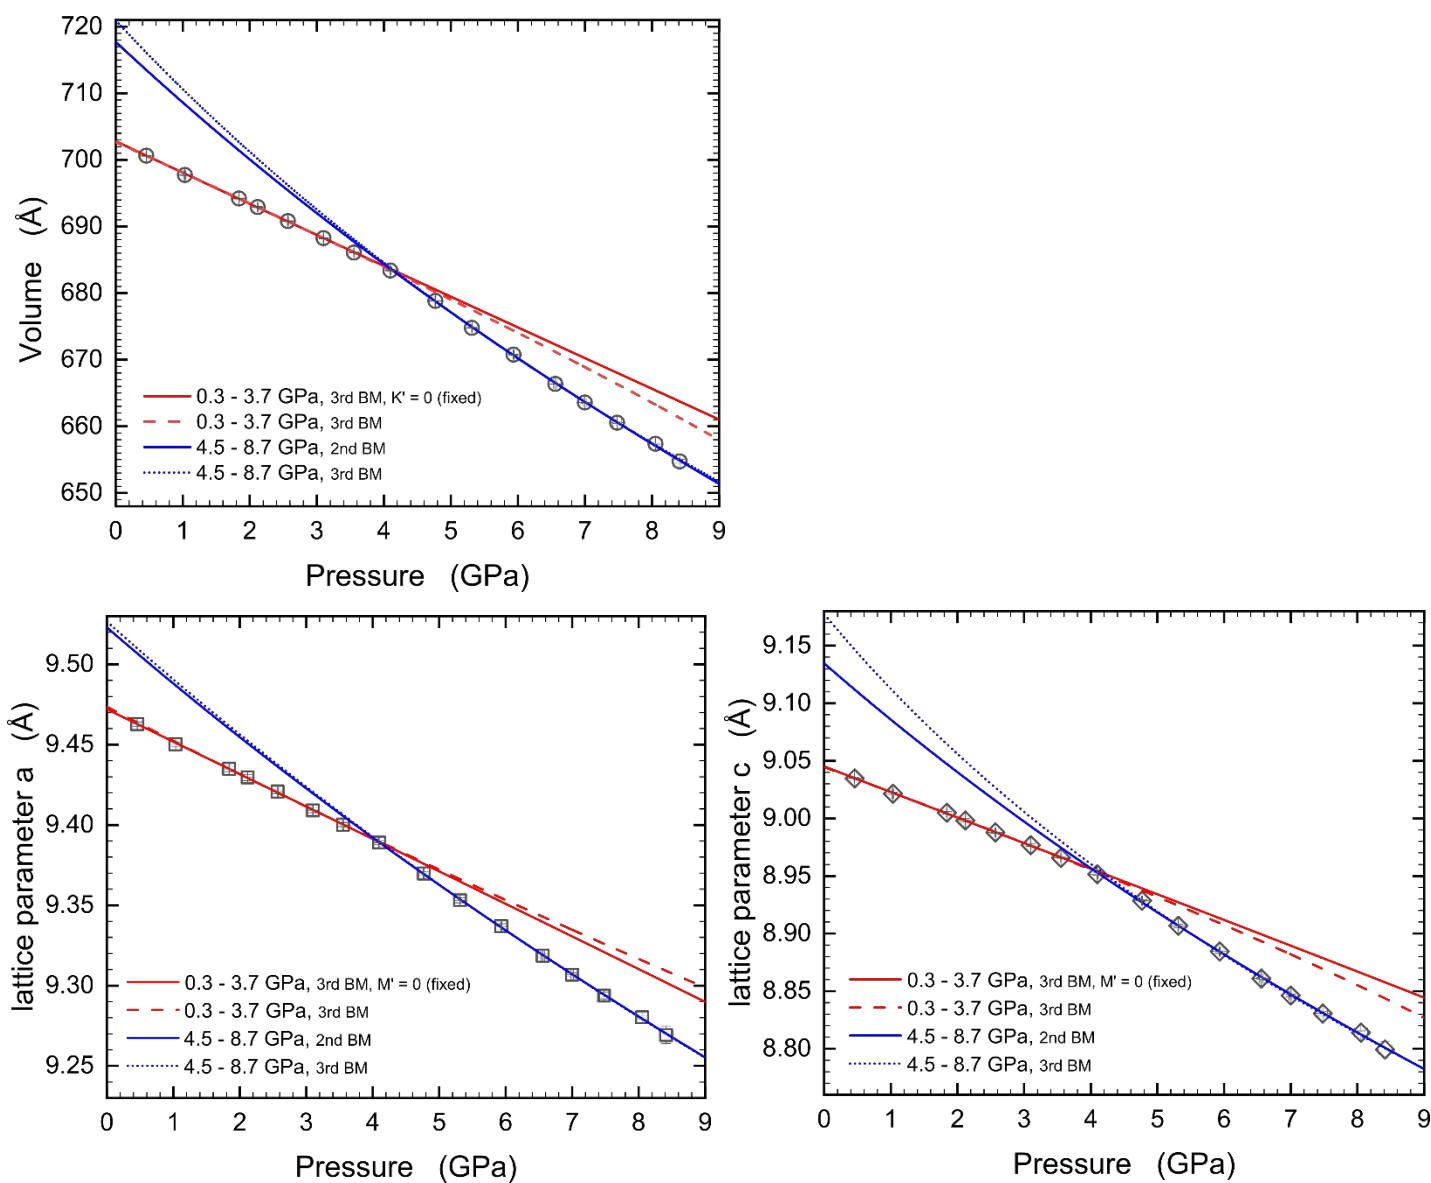 720
710
700
690
680
670
660
650
Volume (Å)
0.3 - 3.7 GPa, 3rd BM, K' = 0 (fixed)
0.3 - 3.7 GPa, 3rd BM
4.5 - 8.7 GPa, 2nd BM
4.5 - 8.7 GPa, 3rd BM
0 1 2 3 4 5 6 7 8 9
Pressure (GPa)
9.50
9.45
9.40
9.35
9.30
9.25
lattice parameter a (Å)
0.3 - 3.7 GPa, 3rd BM, M' = 0 (fixed)
0.3 - 3.7 GPa, 3rd BM
4.5 - 8.7 GPa, 2nd BM
4.5 - 8.7 GPa, 3rd BM
0 1 2 3 4 5 6 7 8 9
Pressure (GPa)
9.15
9.10
9.05
9.00
8.95
8.90
8.85
8.80
lattice parameter c (Å)
0.3 - 3.7 GPa, 3rd BM, M' = 0 (fixed)
0.3 - 3.7 GPa, 3rd BM
4.5 - 8.7 GPa, 2nd BM
4.5 - 8.7 GPa, 3rd BM
0 1 2 3 4 5 6 7 8 9
Pressure (GPa)